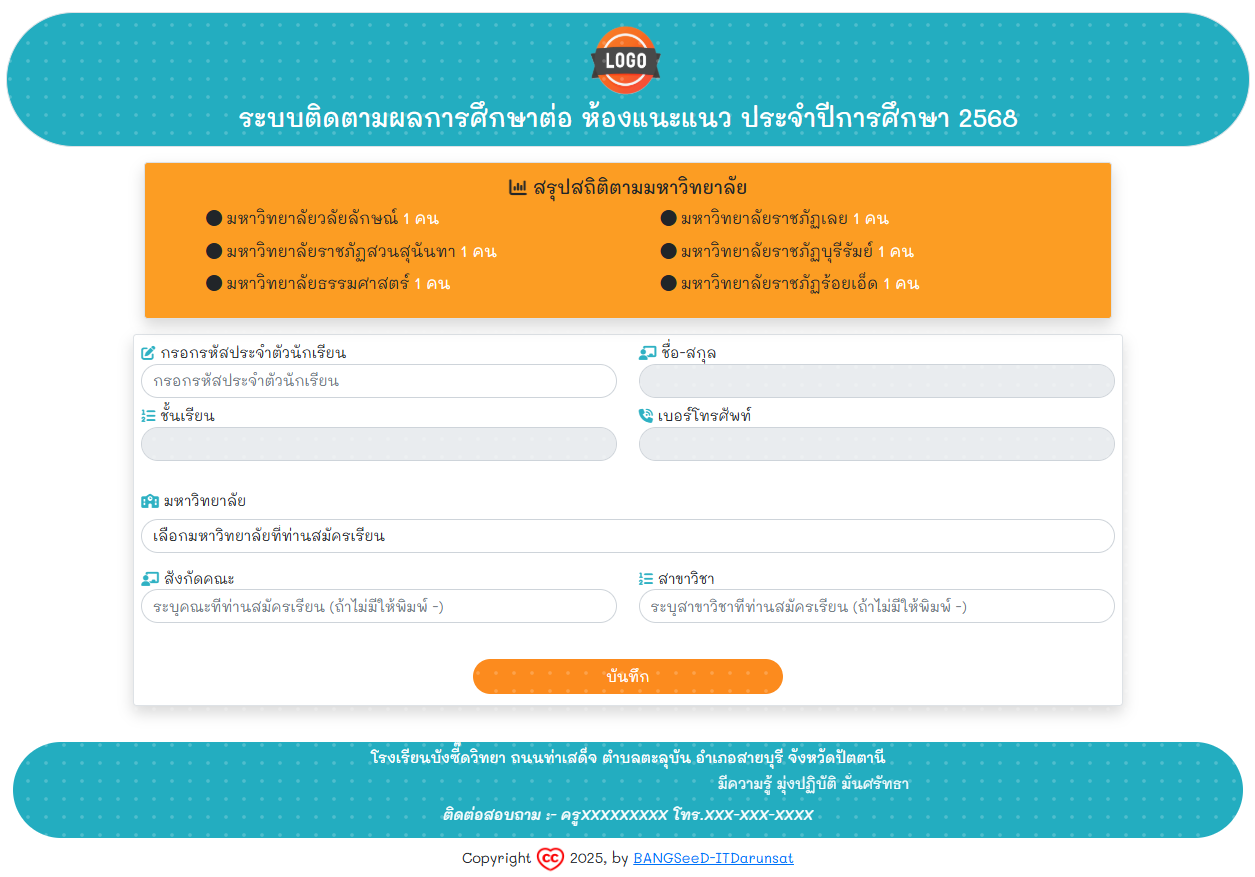 LOGO
ระบบติดตามผลการศึกษาต่อ ห้องแนะแนว ประจำปีการศึกษา 2568
สรุปสถิติตามมหาวิทยาลัย
มหาวิทยาลัยวลัยลักษณ์ 1 คน
มหาวิทยาลัยราชภัฏเลย 1 คน
มหาวิทยาลัยราชภัฏสวนสุนันทา 1 คน
มหาวิทยาลัยราชภัฏบุรีรัมย์ 1 คน
มหาวิทยาลัยธรรมศาสตร์ 1 คน
มหาวิทยาลัยราชภัฏร้อยเอ็ด 1 คน
กรอกรหัสประจำตัวนักเรียน
ชื่อ-สกุล
กรอกรหัสประจำตัวนักเรียน
ชั้นเรียน
เบอร์โทรศัพท์
มหาวิทยาลัย
เลือกมหาวิทยาลัยที่ท่านสมัครเรียน
สังกัดคณะ
สาขาวิชา
ระบุคณะที่ท่านสมัครเรียน (ถ้าไม่มีให้พิมพ์ -)
ระบุสาขาวิชาที่ท่านสมัครเรียน (ถ้าไม่มีให้พิมพ์ -)
บันทึก
โรงเรียนบังซี๊ดวิทยา ถนนท่าเสด็จ ตำบลตะลุบัน อำเภอสายบุรี จังหวัดปัตตานี
มีความรู้ มุ่งปฏิบัติ มั่นศรัทธา
ติดต่อสอบถาม :- ครูXXXXXXXXX โทร.XXX-XXX-XXXX
Copyright CC 2025, by BANGSeeD-ITDarunsat